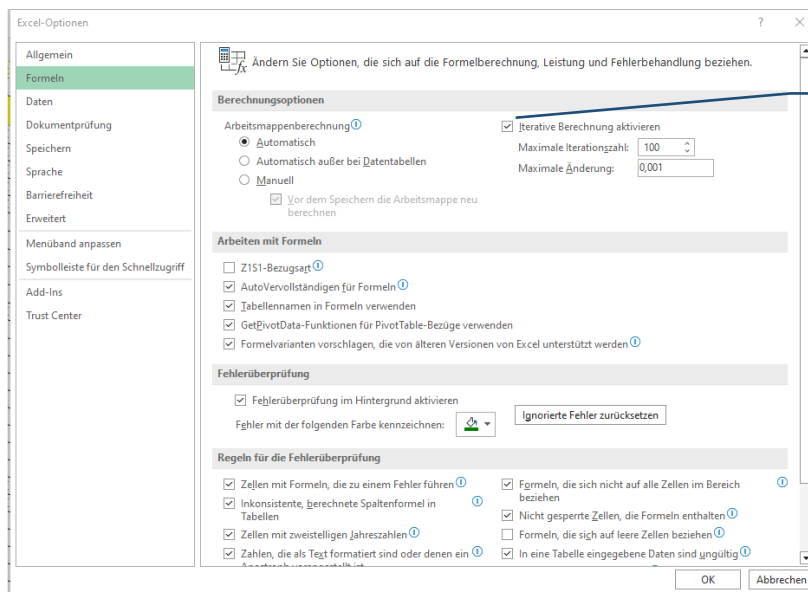 Excel-Optionen
?
Allgemein
Formeln
Daten
Dokumentprüfung
Speichern
Sprache
Barrierefreiheit
Erweitert
Menüband anpassen
Symbolleiste für den Schnellzugriff
Add-Ins
Trust Center
fx Ändern Sie Optionen, die sich auf die Formelberechnung, Leistung und Fehlerbehandlung beziehen.
Berechnungsoptionen
Arbeitsmappenberechnung
Automatisch
Automatisch außer bei Datentabellen
Manuell
Vor dem Speichern die Arbeitsmappe neu
berechnen
Iterative Berechnung aktivieren
Maximale Iterationszahl: 100
Maximale Änderung: 0,001
Arbeiten mit Formeln
Z1S1-Bezugsart
AutoVervollständigen für Formeln
Tabellennamen in Formeln verwenden
GetPivotData-Funktionen für PivotTable-Bezüge verwenden
Formelvarianten vorschlagen, die von älteren Versionen von Excel unterstützt werden
Fehlerüberprüfung
Fehlerüberprüfung im Hintergrund aktivieren
Fehler mit der folgenden Farbe kennzeichnen:
Ignorierte Fehler zurücksetzen
Regeln für die Fehlerüberprüfung
Zellen mit Formeln, die zu einem Fehler führen
Inkonsistente, berechnete Spaltenformel in
Tabellen
Zellen mit zweistelligen Jahreszahlen
Zahlen, die als Text formatiert sind oder denen ein
Formeln, die sich nicht auf alle Zellen im Bereich
beziehen
Nicht gesperrte Zellen, die Formeln enthalten
Formeln, die sich auf leere Zellen beziehen
In eine Tabelle eingegebene Daten sind ungültig
OK
Abbrechen